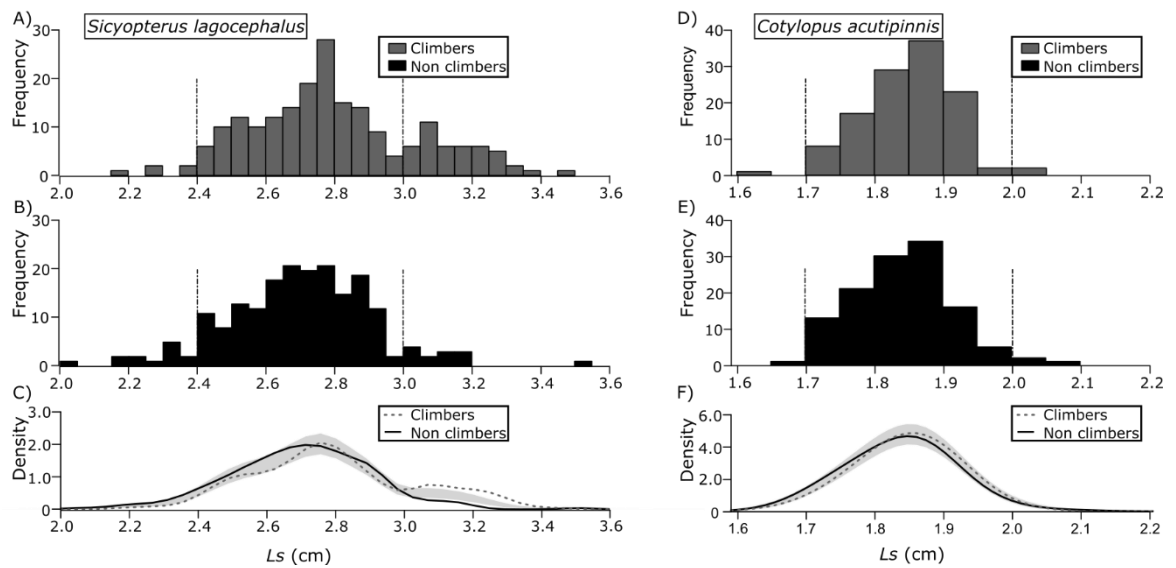 A)
Sicyopterus lagocephalus
Frequency
30
20
10
0
Climbers
Non climbers
2.0 2.2 2.4 2.6 2.8 3.0 3.2 3.4 3.6
B)
Frequency
30
20
10
0
2.0 2.2 2.4 2.6 2.8 3.0 3.2 3.4 3.6
C)
Density
3.0
2.0
1.0
0
Climbers
Non climbers
2.0 2.2 2.4 2.6 2.8 3.0 3.2 3.4 3.6
Ls (cm)
D)
Cotylopus acutipinnis
Frequency
40
30
20
10
0
Climbers
Non climbers
1.6 1.7 1.8 1.9 2.0 2.1 2.2
E)
Frequency
40
30
20
10
0
1.6 1.7 1.8 1.9 2.0 2.1 2.2
F)
Density
6.0
4.0
2.0
0
Climbers
Non climbers
1.6 1.7 1.8 1.9 2.0 2.1 2.2
Ls (cm)